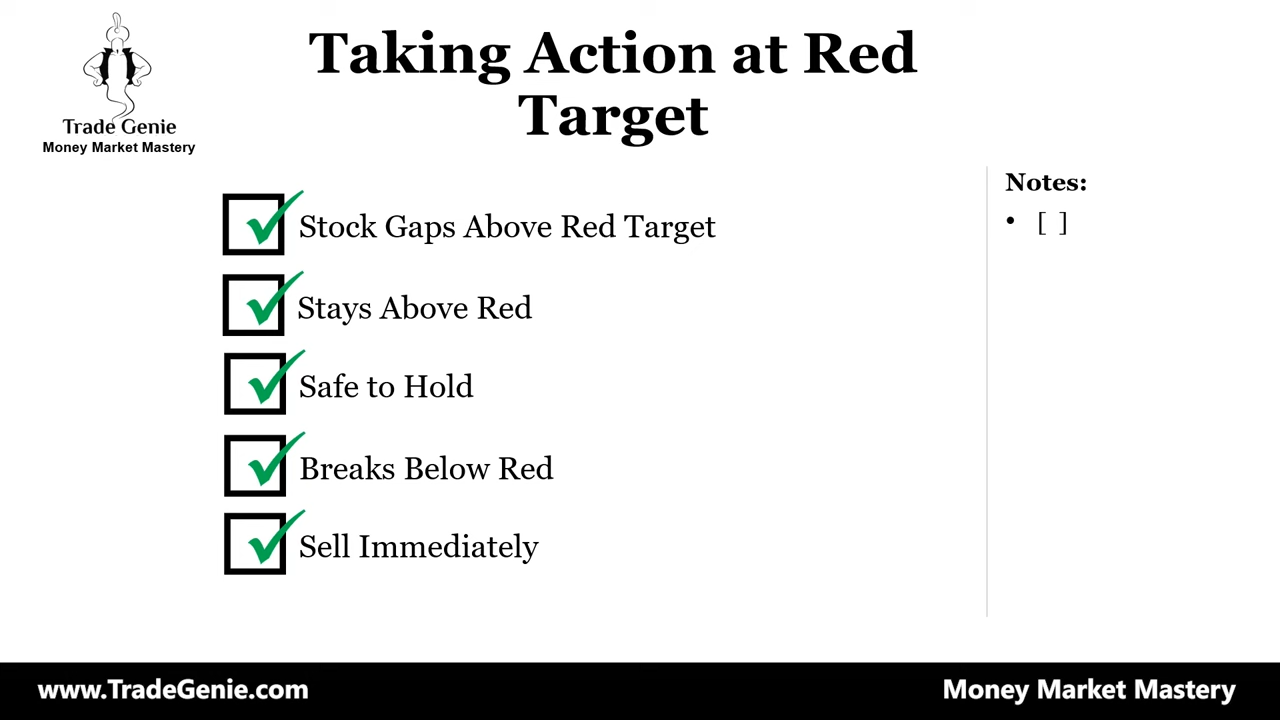 Taking Action at Red
Target
Trade Genie
Money Market Mastery
Stock Gaps Above Red Target
Stays Above Red
Safe to Hold
Breaks Below Red
Sell Immediately
Notes:
• [ ]
www.TradeGenie.com
Money Market Mastery